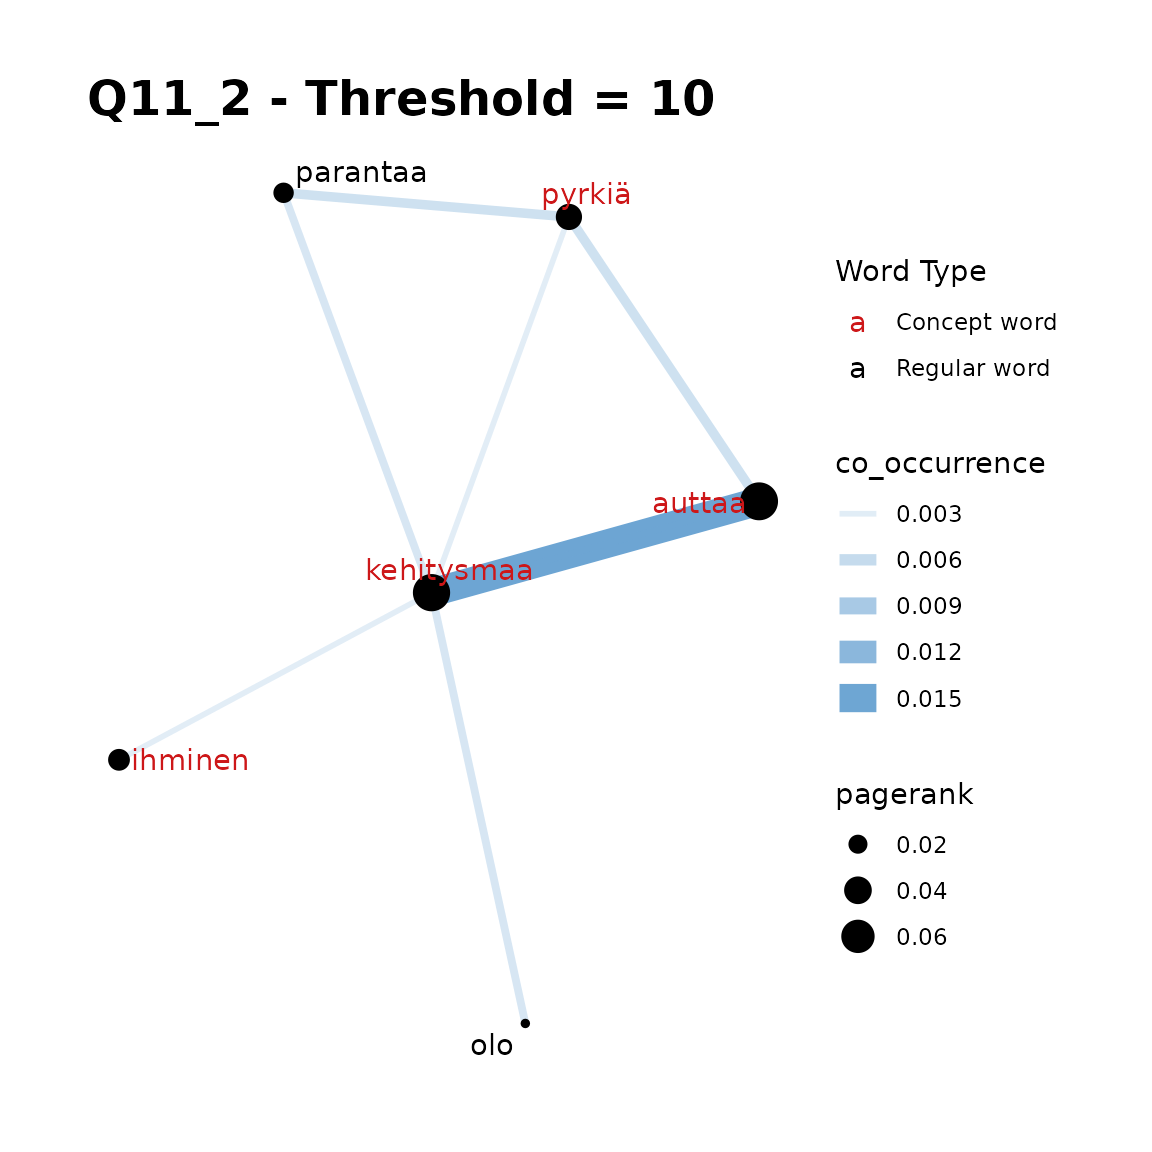 Q11_2 - Threshold = 10
parantaa
pyrkiä
auttaa
kehitysmaa
ihminen
olo
Word Type
a Concept word
a Regular word
co_occurrence
0.003
0.006
0.009
0.012
0.015
pagerank
0.02
0.04
0.06